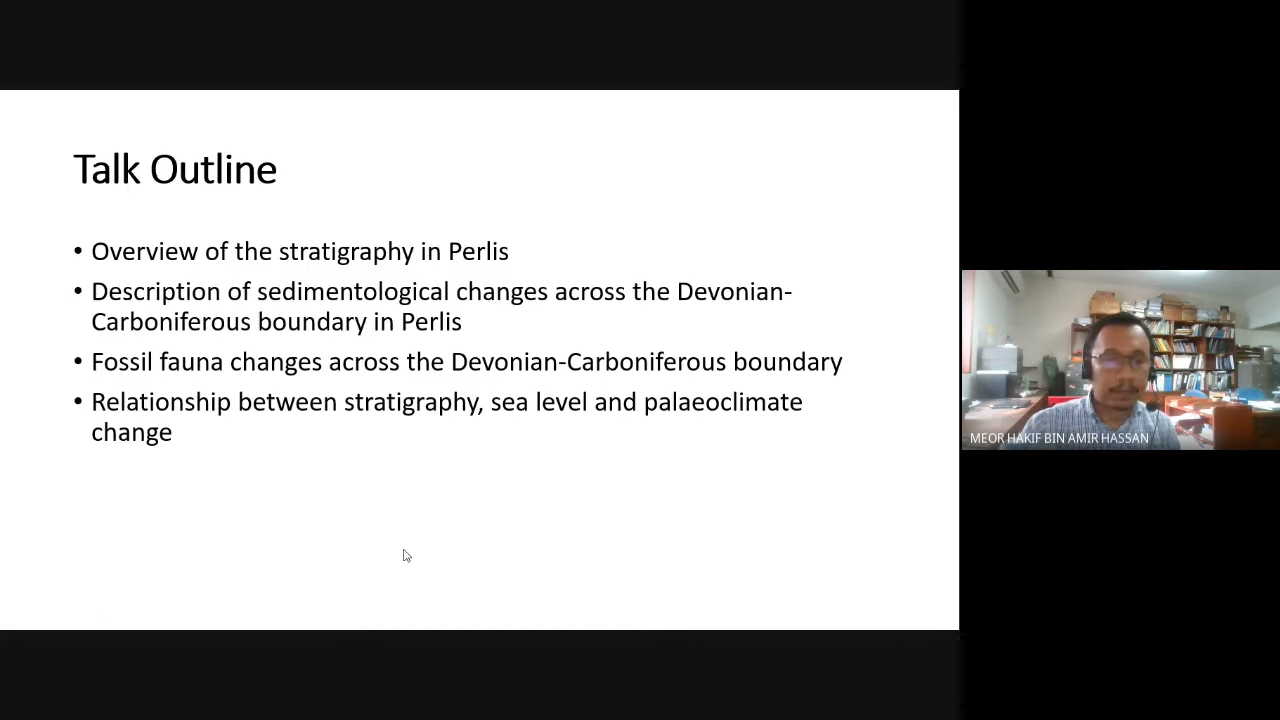 Talk Outline
• Overview of the stratigraphy in Perlis
• Description of sedimentological changes across the Devonian-
Carboniferous boundary in Perlis
• Fossil fauna changes across the Devonian-Carboniferous boundary
• Relationship between stratigraphy, sea level and palaeoclimate
change
MEOR HAKIF BIN AMIR HASSAN